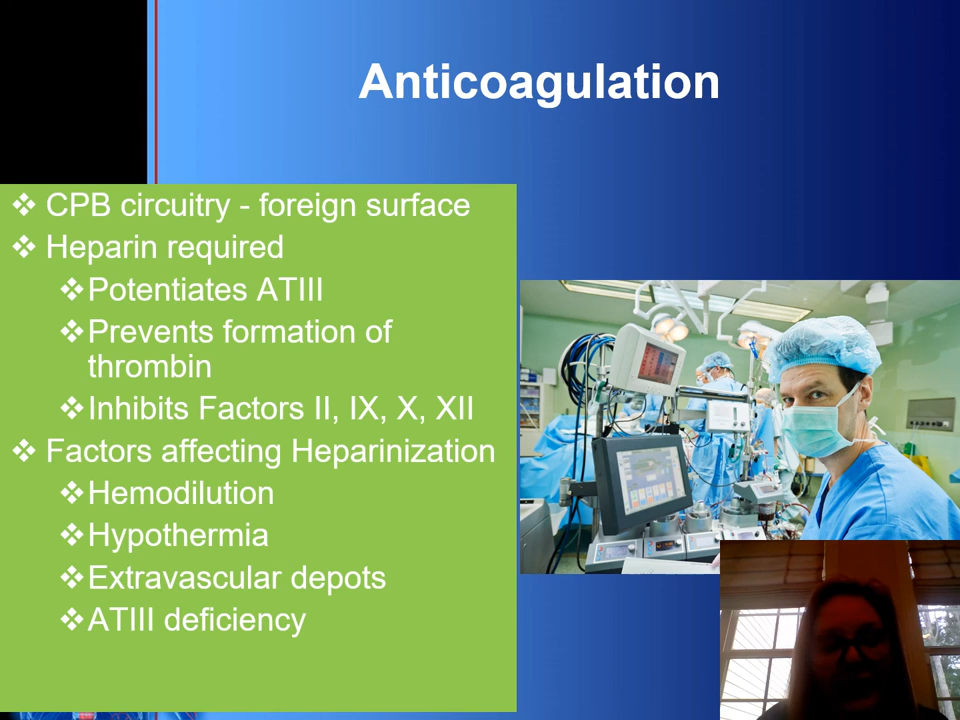 Anticoagulation
❖ CPB circuitry - foreign surface
❖ Heparin required
❖Potentiates ATIII
❖Prevents formation of
thrombin
❖Inhibits Factors II, IX, X, XII
❖ Factors affecting Heparinization
❖Hemodilution
❖Hypothermia
❖Extravascular depots
❖ATIII deficiency